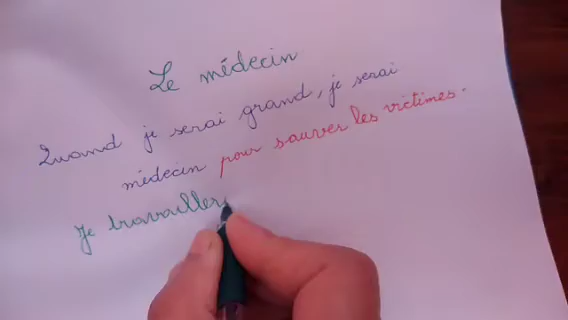 Le médecin
Quand je serai grand, je serai
médecin pour sauver les victimes.
Je travailler